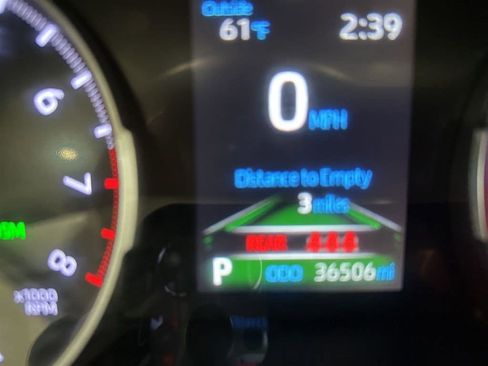 Outside
61°F
2:39
0 MPH
Distance to Empty
3 miles
REAR
P ODO 36506 mi
6
7
8
x1000
RPM